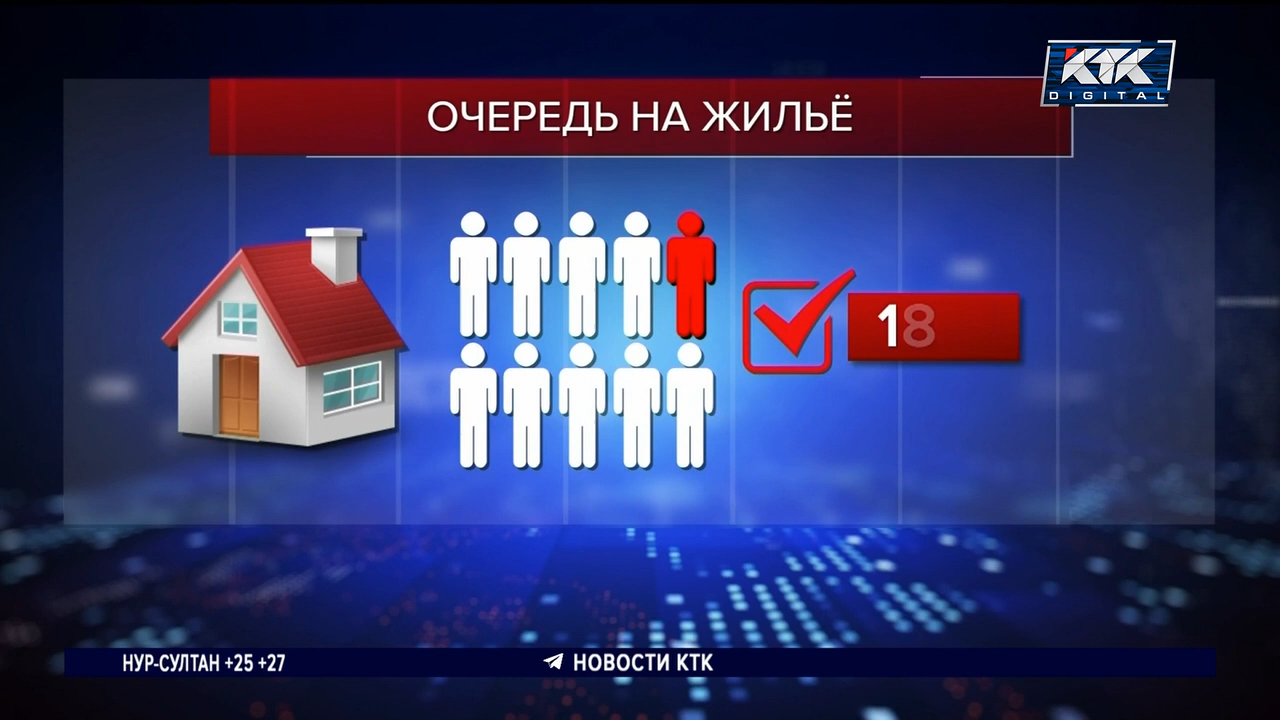 КТК
DIGITAL
ОЧЕРЕДЬ НА ЖИЛЬЁ
18
НУР-СУЛТАН +25 +27
НОВОСТИ КТК